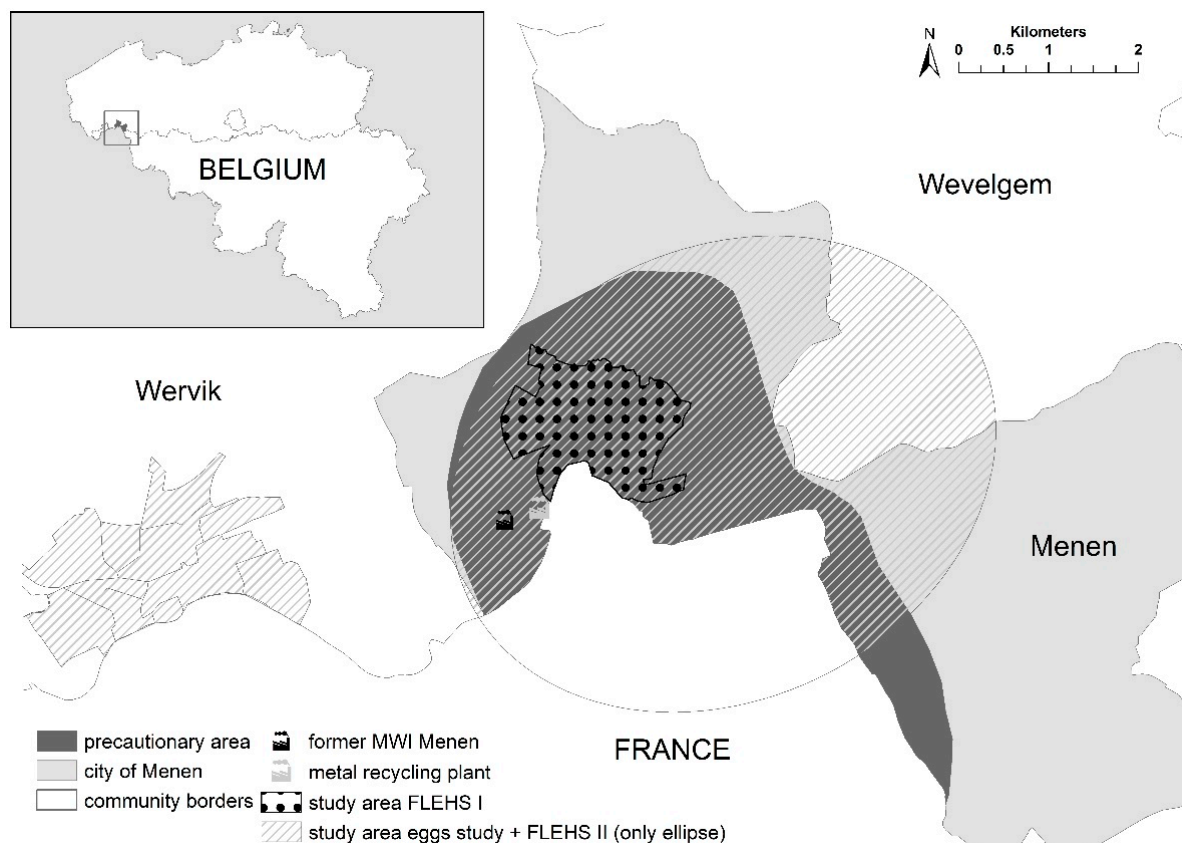 BELGIUM
N
Kilometers
0 0.5 1 2
Wevelgem
Wervik
Menen
FRANCE
precautionary area
city of Menen
community borders
former MWI Menen
metal recycling plant
study area FLEHS I
study area eggs study + FLEHS II (only ellipse)